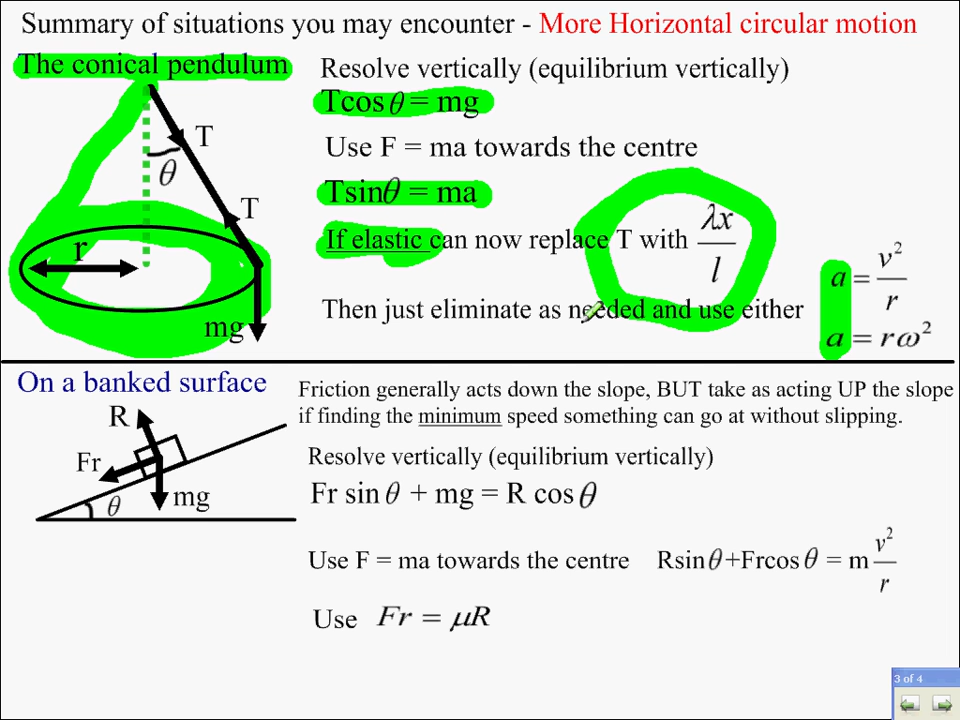 Summary of situations you may encounter - More Horizontal circular motion
The conical pendulum
T
θ
T
r
mg
Resolve vertically (equilibrium vertically)
Tcosθ = mg
Use F = ma towards the centre
Tsinθ = ma
If elastic can now replace T with λx/l
Then just eliminate as needed and use either
a = v²/r
a = rω²
On a banked surface
R
Fr
mg
θ
Friction generally acts down the slope, BUT take as acting UP the slope
if finding the minimum speed something can go at without slipping.
Resolve vertically (equilibrium vertically)
Fr sinθ + mg = R cosθ
Use F = ma towards the centre Rsinθ+Frcosθ = m v²/r
Use Fr = μR
3 of 4